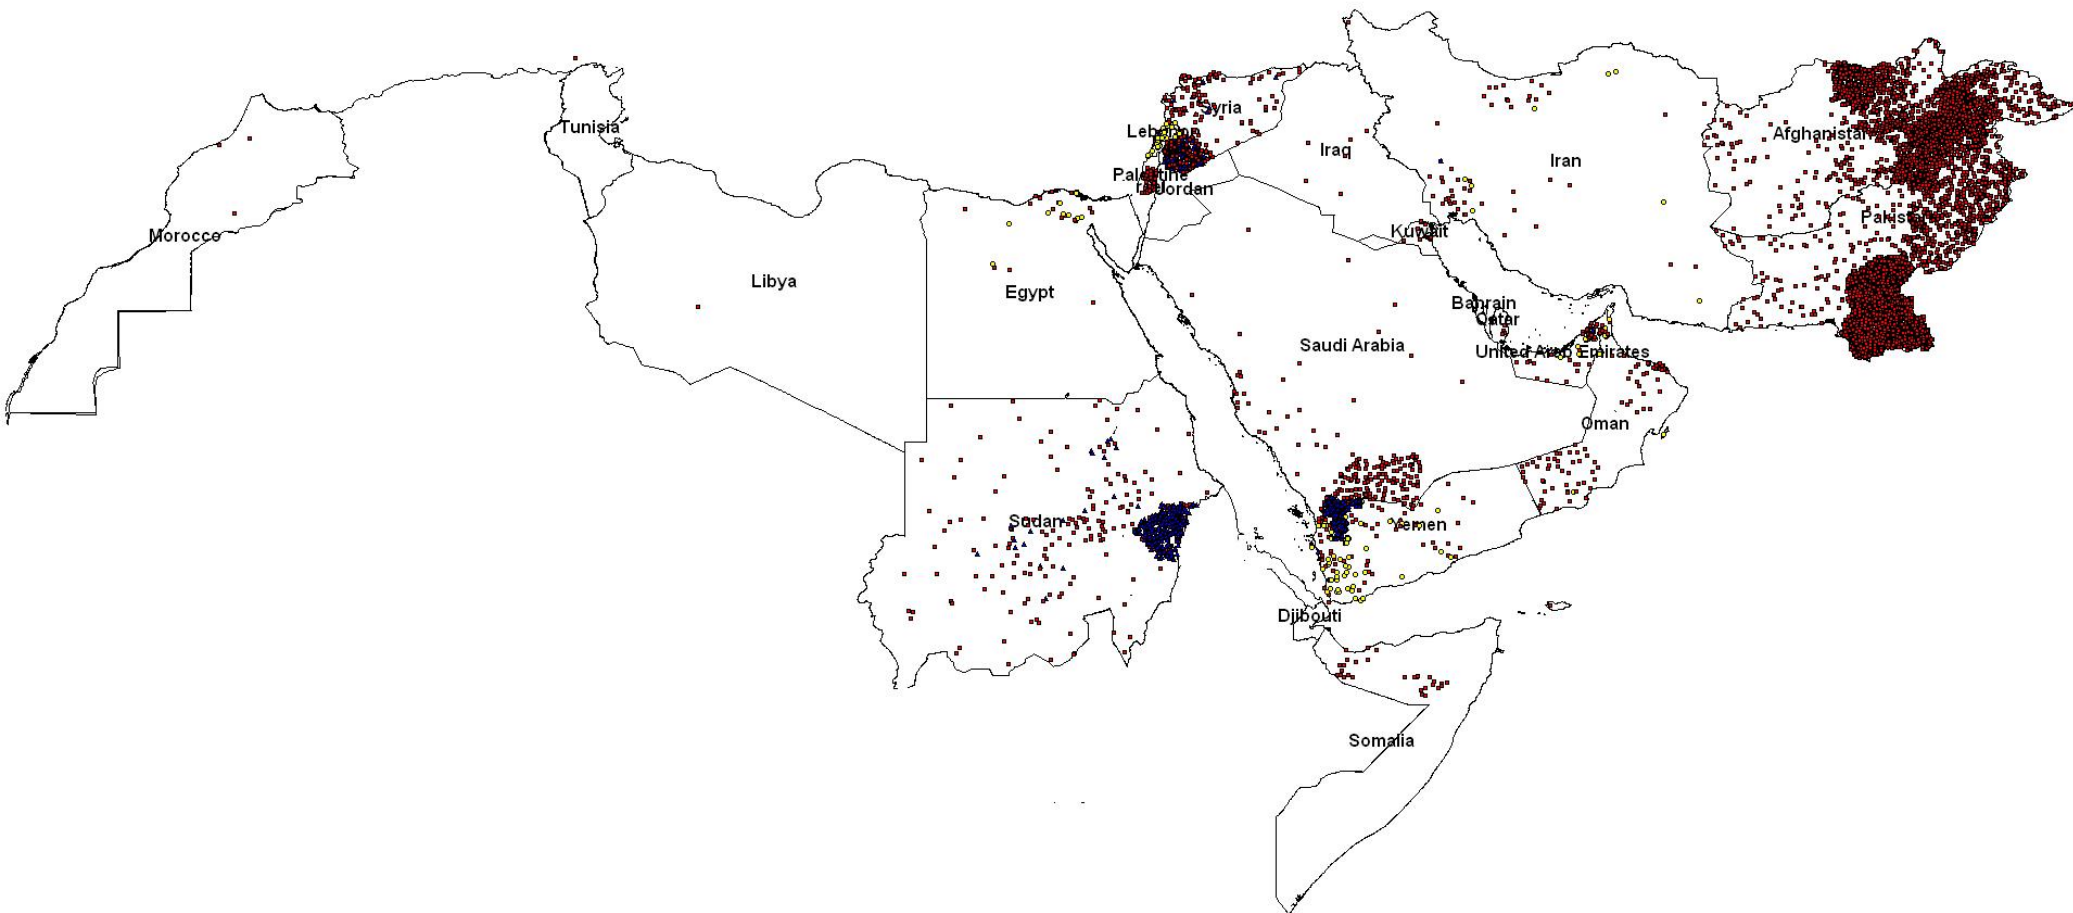 Tunisia
Syria
Lebanon
Afghanistan
Iraq
Iran
Palestine
Jordan
Pakistan
Morocco
Kuwait
Libya
Egypt
Bahrain
Qatar
Saudi Arabia
United Arab Emirates
Oman
Sudan
Yemen
Djibouti
Somalia